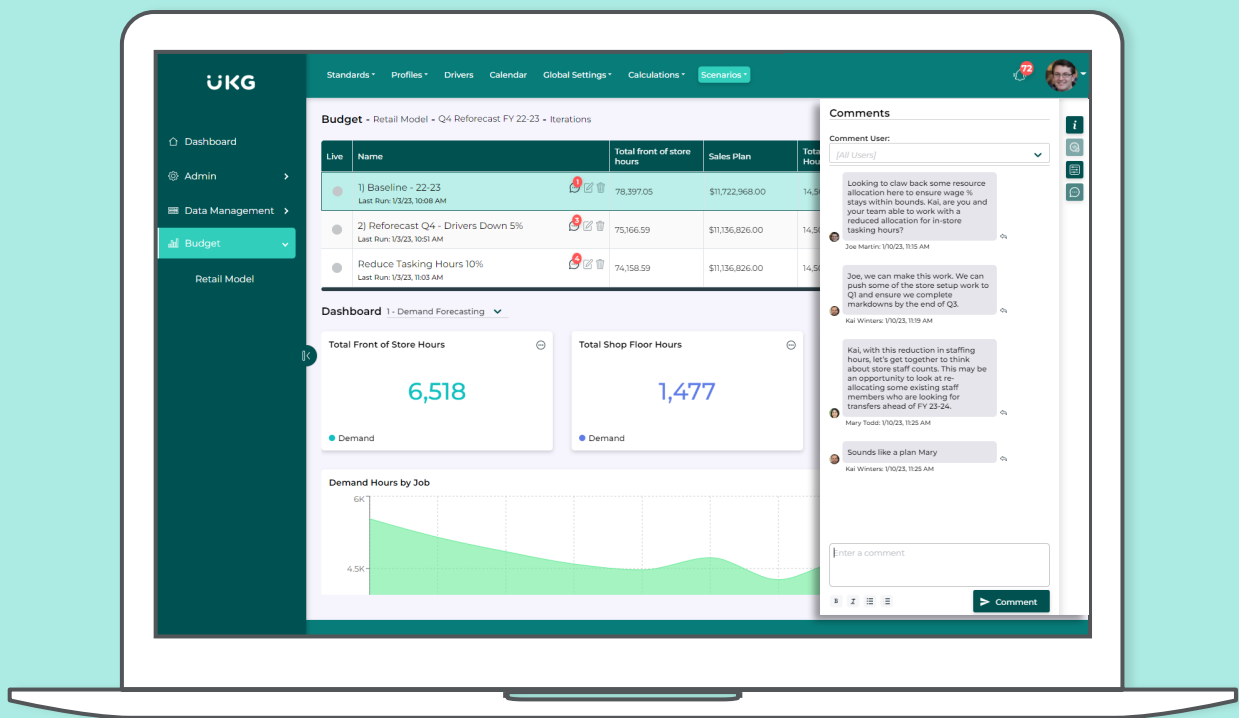 UKG
Standards Profiles Drivers Calendar Global Settings Calculations Scenarios
72
Dashboard
Admin
Data Management
Budget
Retail Model
Budget - Retail Model - Q4 Reforecast FY 22-23 - Iterations
Live Name Total front of store hours Sales Plan
1) Baseline - 22-23 1 78,397.05 $11,722,968.00
Last Run: 1/3/23, 10:08 AM
2) Reforecast Q4 - Drivers Down 5% 3 75,166.59 $11,136,826.00
Last Run: 1/3/23, 10:51 AM
Reduce Tasking Hours 10% 4 74,158.59 $11,136,826.00
Last Run: 1/3/23, 11:03 AM
Dashboard 1 - Demand Forecasting
Total Front of Store Hours
6,518
Demand
Total Shop Floor Hours
1,477
Demand
Demand Hours by Job
6K
4.5K
Comments
Comment User:
[All Users]
Looking to claw back some resource
allocation here to ensure wage %
stays within bounds. Kai, are you and
your team able to work with a
reduced allocation for in-store
tasking hours?
Joe Martin: 1/10/23, 11:15 AM
Joe, we can make this work. We can
push some of the store setup work to
Q1 and ensure we complete
markdowns by the end of Q3.
Kai Winters: 1/10/23, 11:19 AM
Kai, with this reduction in staffing
hours, let's get together to think
about store staff counts. This may be
an opportunity to look at re-
allocating some existing staff
members who are looking for
transfers ahead of FY 23-24.
Mary Todd: 1/10/23, 11:25 AM
Sounds like a plan Mary
Kai Winters: 1/10/23, 11:25 AM
Enter a comment
B I
Comment
i